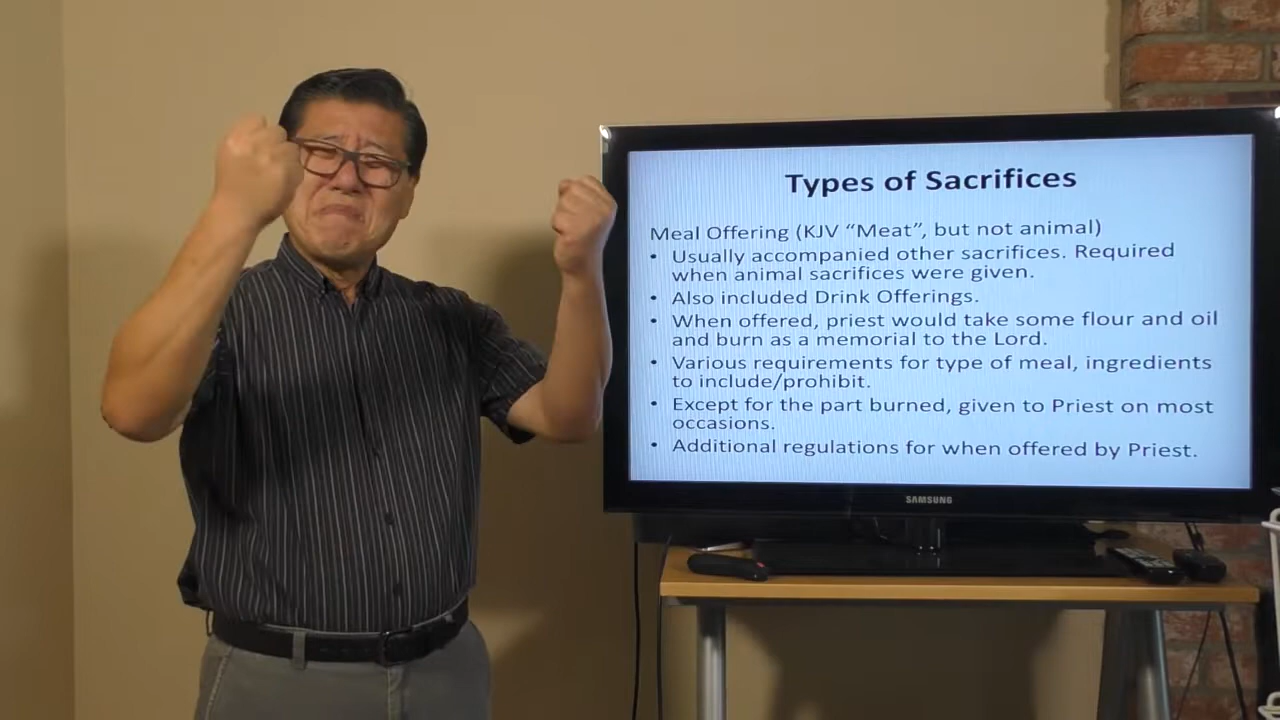 Types of Sacrifices
Meal Offering (KJV “Meat”, but not animal)
• Usually accompanied other sacrifices. Required
when animal sacrifices were given.
• Also included Drink Offerings.
• When offered, priest would take some flour and oil
and burn as a memorial to the Lord.
• Various requirements for type of meal, ingredients
to include/prohibit.
• Except for the part burned, given to Priest on most
occasions.
• Additional regulations for when offered by Priest.
SAMSUNG